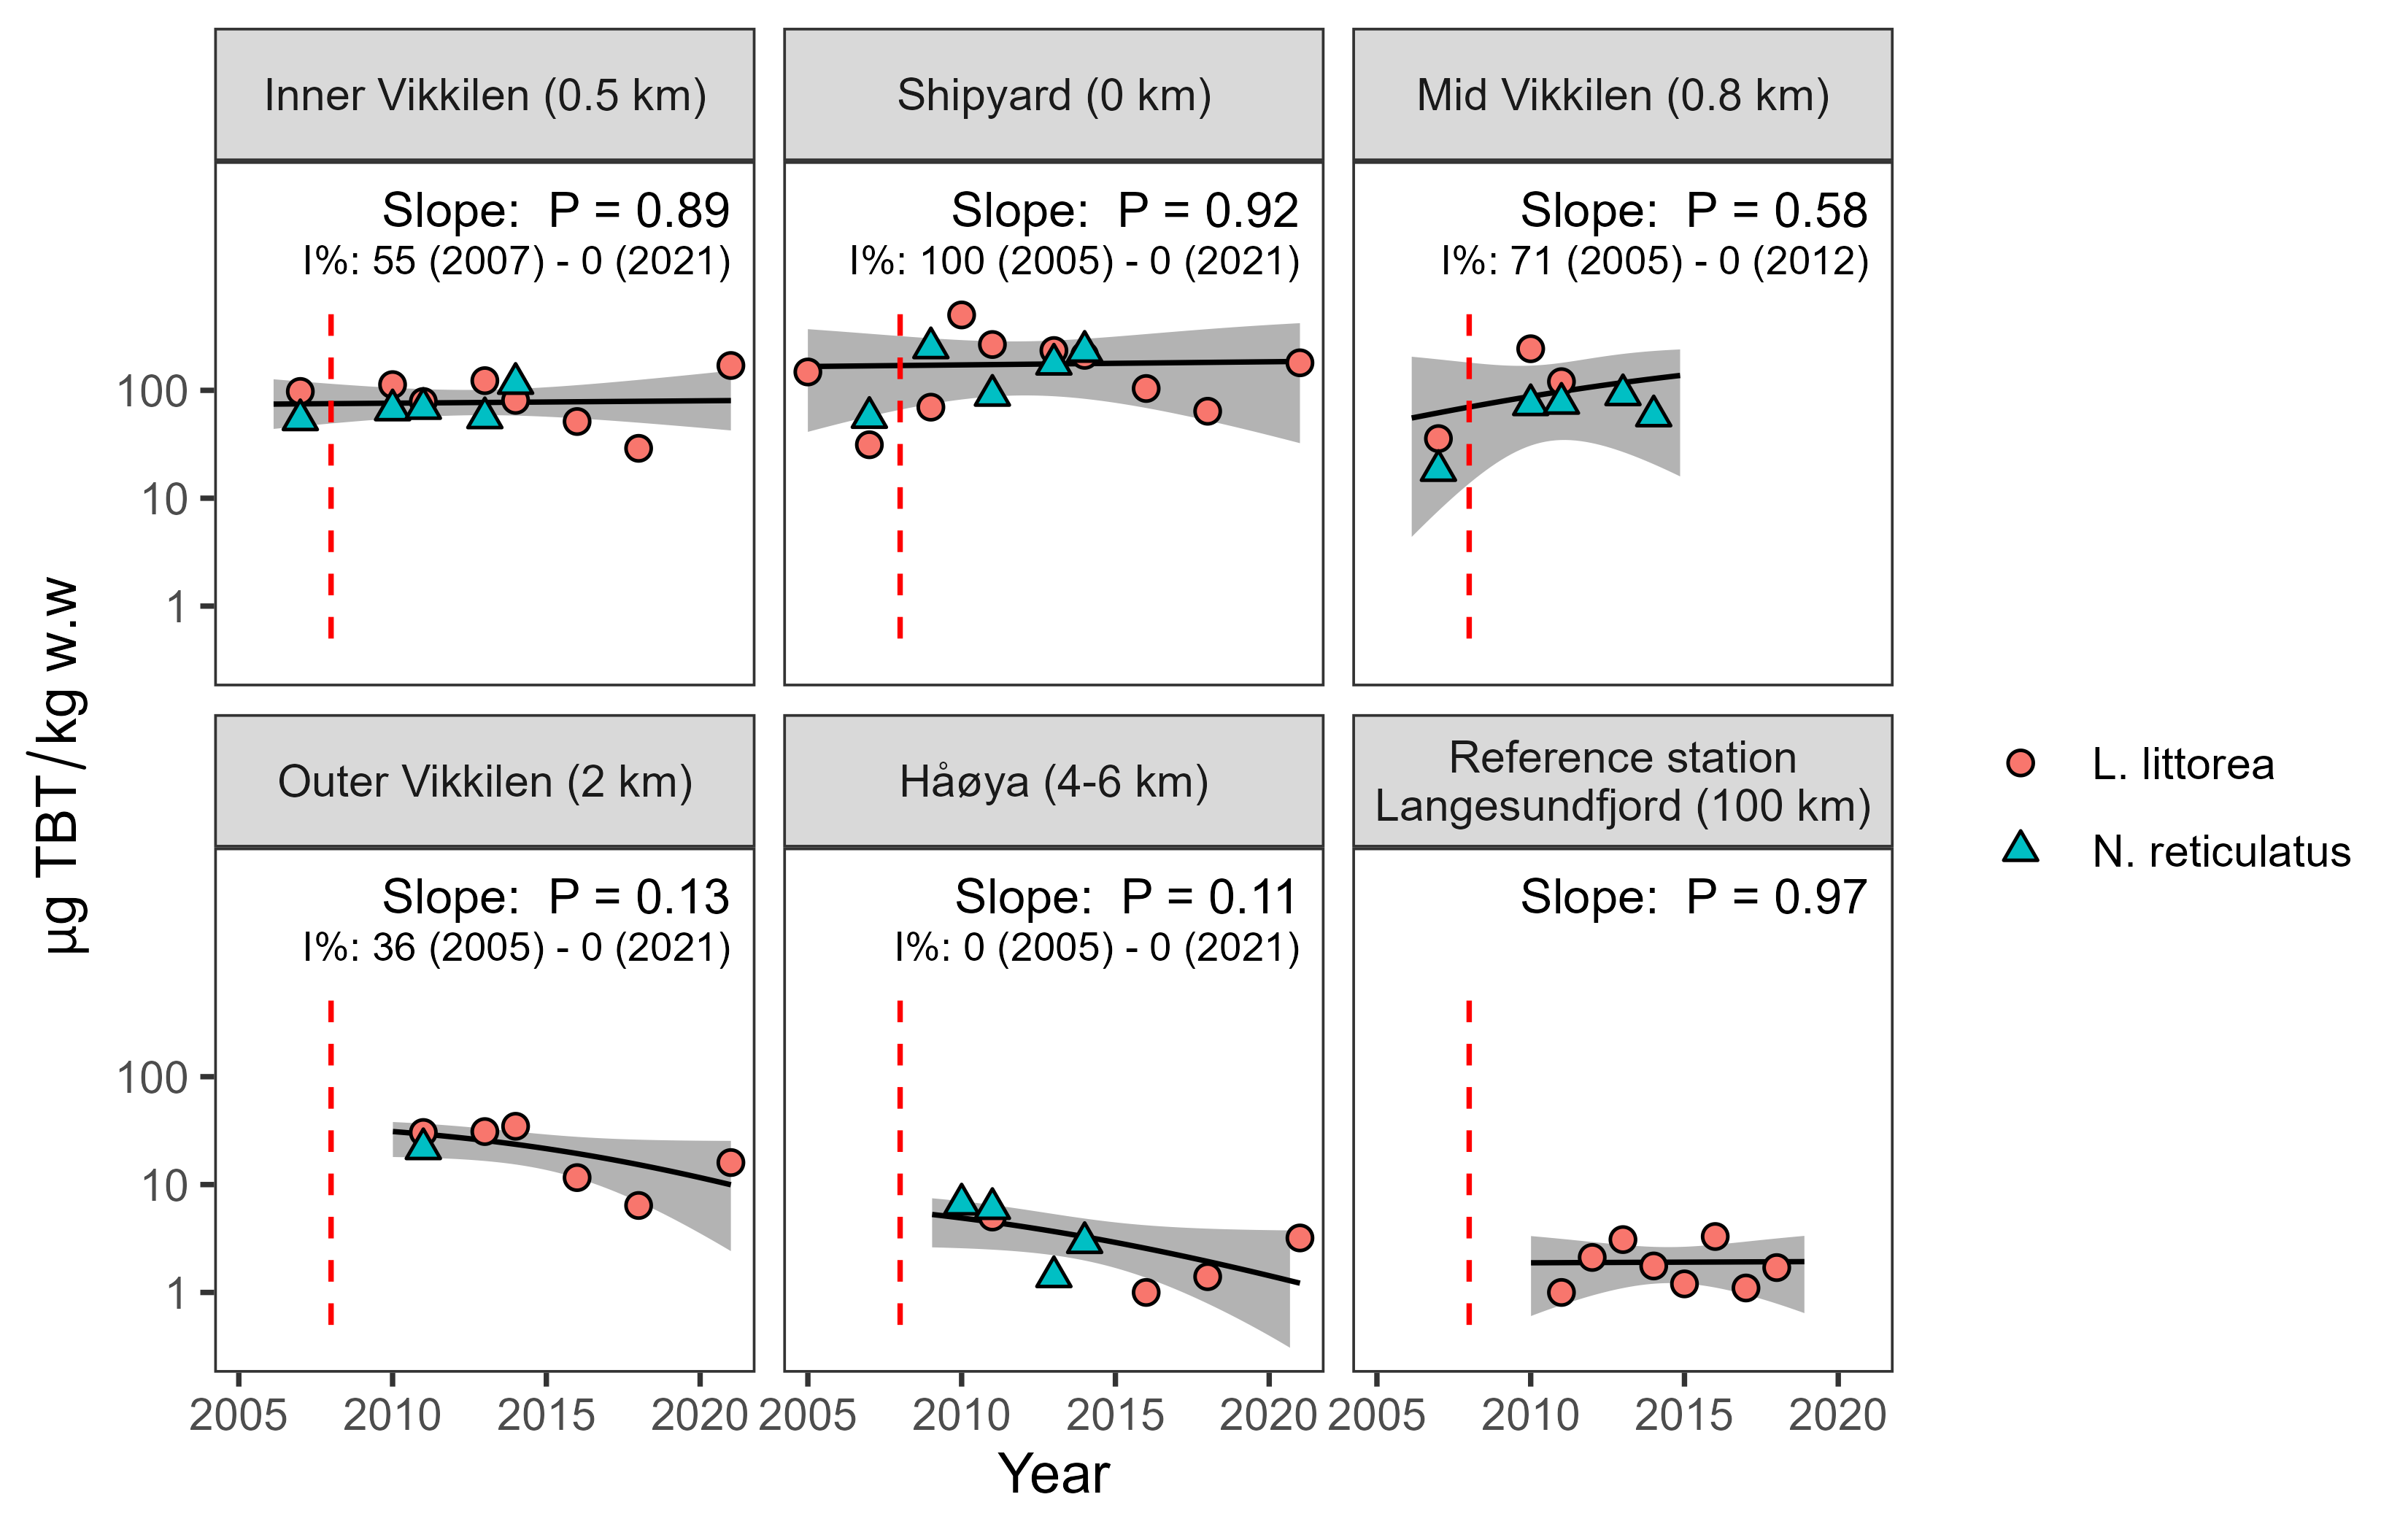 Inner Vikkilen (0.5 km)
Shipyard (0 km)
Mid Vikkilen (0.8 km)
Slope:  P = 0.89
I%: 55 (2007) - 0 (2021)
Slope:  P = 0.92
I%: 100 (2005) - 0 (2021)
Slope:  P = 0.58
I%: 71 (2005) - 0 (2012)
100
10
1
µg TBT/kg w.w
Outer Vikkilen (2 km)
Håøya (4-6 km)
Reference station
Langesundfjord (100 km)
Slope:  P = 0.13
I%: 36 (2005) - 0 (2021)
Slope:  P = 0.11
I%: 0 (2005) - 0 (2021)
Slope:  P = 0.97
100
10
1
2005 2010 2015 2020
2005 2010 2015 2020
2005 2010 2015 2020
Year
L. littorea
N. reticulatus